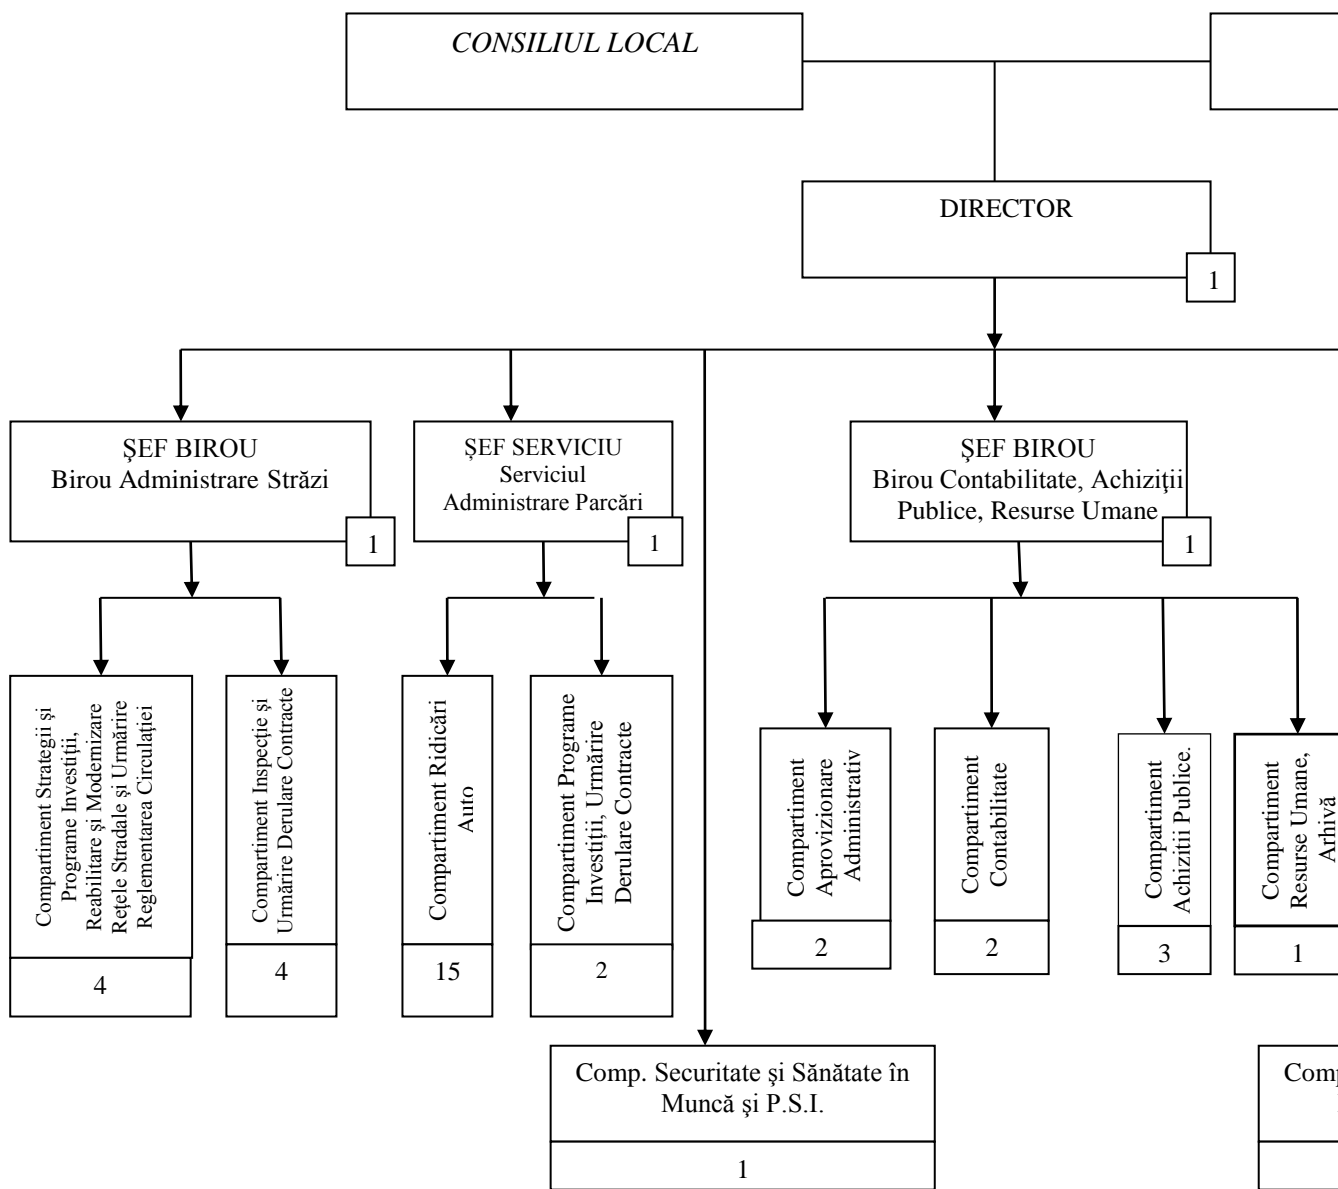 CONSILIUL LOCAL
DIRECTOR
1
ŞEF BIROU
Birou Administrare Străzi
1
ȘEF SERVICIU
Serviciul
Administrare Parcări
1
ŞEF BIROU
Birou Contabilitate, Achiziţii
Publice, Resurse Umane
1
Compartiment Strategii şi
Programe Investiţii,
Reabilitare şi Modernizare
Reţele Stradale şi Urmărire
Reglementarea Circulaţiei
4
Compartiment Inspecţie şi
Urmărire Derulare Contracte
4
Compartiment Ridicări
Auto
15
Compartiment Programe
Investiţii, Urmărire
Derulare Contracte
2
Compartiment
Aprovizionare
Administrativ
2
Compartiment
Contabilitate
2
Compartiment
Achizitii Publice.
3
Compartiment
Resurse Umane,
Arhivă
1
Comp. Securitate şi Sănătate în
Muncă şi P.S.I.
1